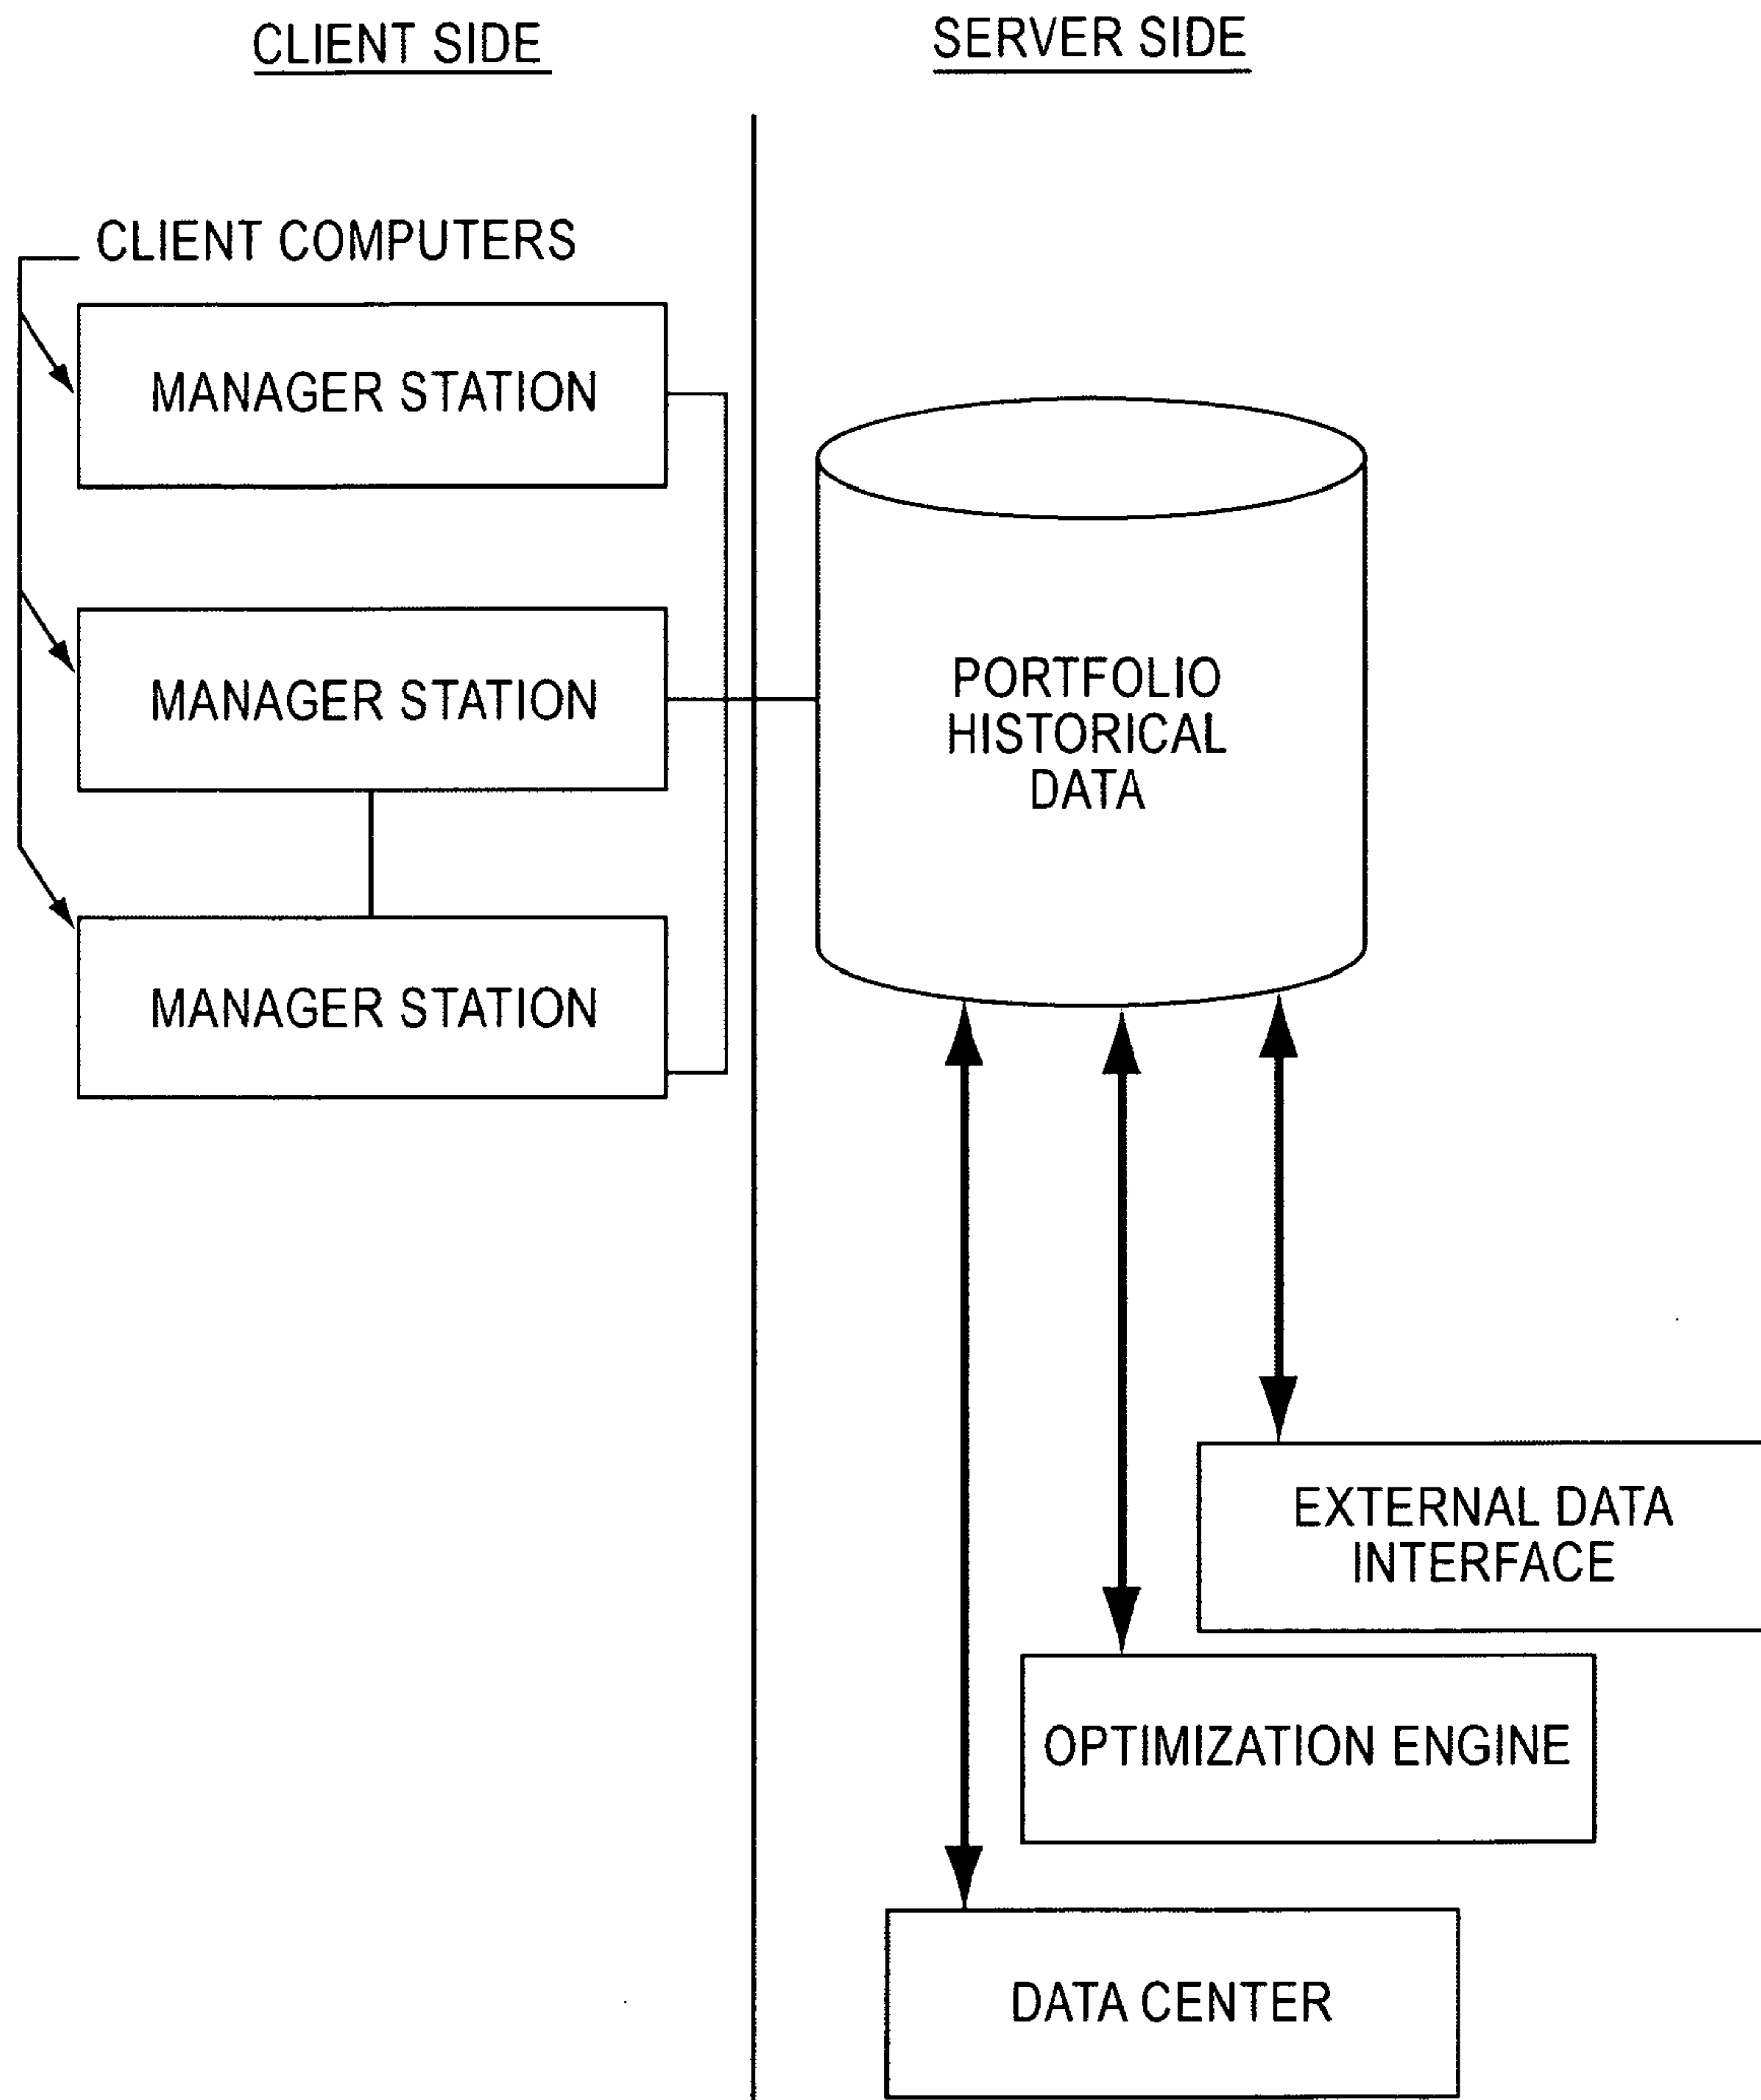 CLIENT SIDE
SERVER SIDE
CLIENT COMPUTERS
MANAGER STATION
MANAGER STATION
MANAGER STATION
PORTFOLIO
HISTORICAL
DATA
EXTERNAL DATA
INTERFACE
OPTIMIZATION ENGINE
DATA CENTER